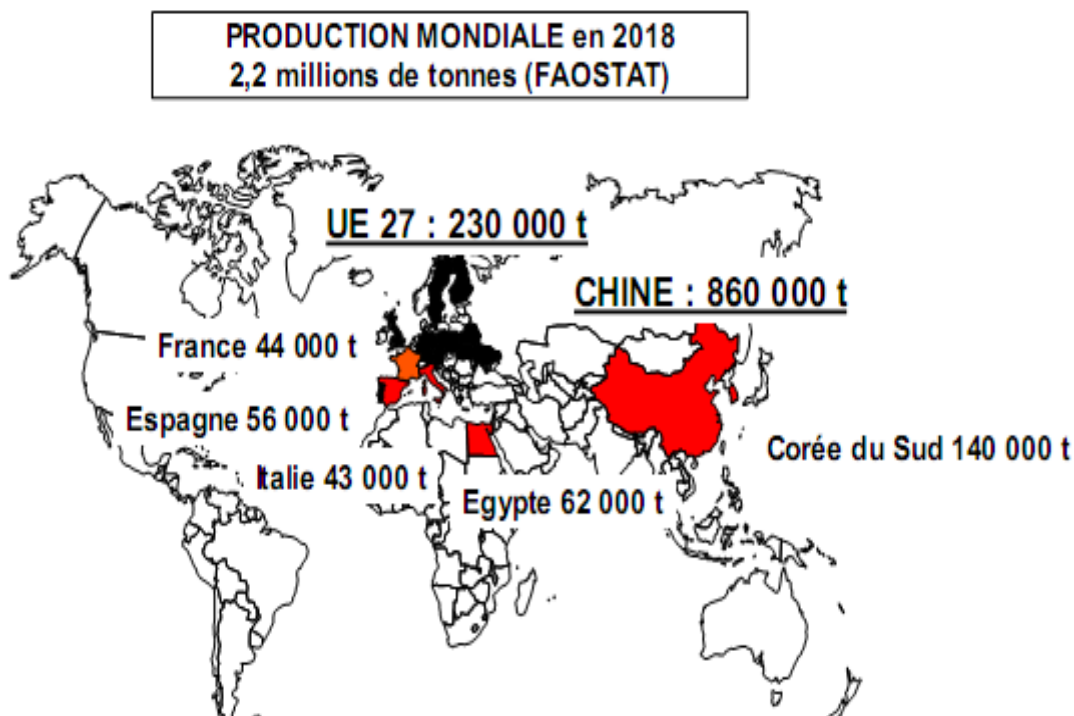 PRODUCTION MONDIALE en 2018
2,2 millions de tonnes (FAOSTAT)
UE 27 : 230 000 t
CHINE : 860 000 t
France 44 000 t
Espagne 56 000 t
Corée du Sud 140 000 t
Italie 43 000 t
Egypte 62 000 t